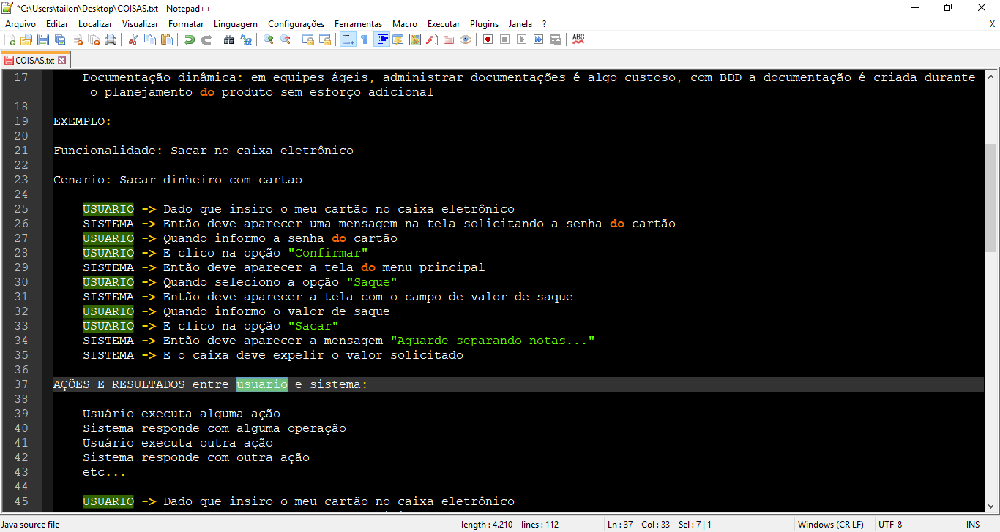 *C:\Users\tailon\Desktop\COISAS.txt - Notepad++
Arquivo Editar Localizar Visualizar Formatar Linguagem Configurações Ferramentas Macro Executar Plugins Janela ? X
ABC
COISAS.txt
17 Documentação dinâmica: em equipes ágeis, administrar documentações é algo custoso, com BDD a documentação é criada durante
o planejamento do produto sem esforço adicional
18
19 EXEMPLO:
20
21 Funcionalidade: Sacar no caixa eletrônico
22
23 Cenario: Sacar dinheiro com cartao
24
25 USUARIO -> Dado que insiro o meu cartão no caixa eletrônico
26 SISTEMA -> Então deve aparecer uma mensagem na tela solicitando a senha do cartão
27 USUARIO -> Quando informo a senha do cartão
28 USUARIO -> E clico na opção "Confirmar"
29 SISTEMA -> Então deve aparecer a tela do menu principal
30 USUARIO -> Quando seleciono a opção "Saque"
31 SISTEMA -> Então deve aparecer a tela com o campo de valor de saque
32 USUARIO -> Quando informo o valor de saque
33 USUARIO -> E clico na opção "Sacar"
34 SISTEMA -> Então deve aparecer a mensagem "Aguarde separando notas..."
35 SISTEMA -> E o caixa deve expelir o valor solicitado
36
37 AÇÕES E RESULTADOS entre usuario e sistema:
38
39 Usuário executa alguma ação
40 Sistema responde com alguma operação
41 Usuário executa outra ação
42 Sistema responde com outra ação
43 etc...
44
45 USUARIO -> Dado que insiro o meu cartão no caixa eletrônico
Java source file length : 4.210 lines : 112 Ln : 37 Col : 33 Sel : 7 | 1 Windows (CR LF) UTF-8 INS